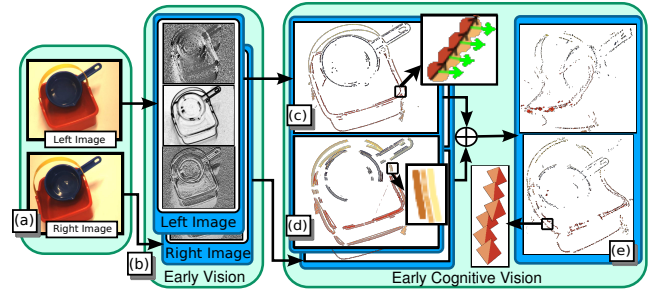 Left Image
Right Image
(a)
(b)
Left Image
Right Image
Early Vision
(c)
(d)
(e)
Early Cognitive Vision